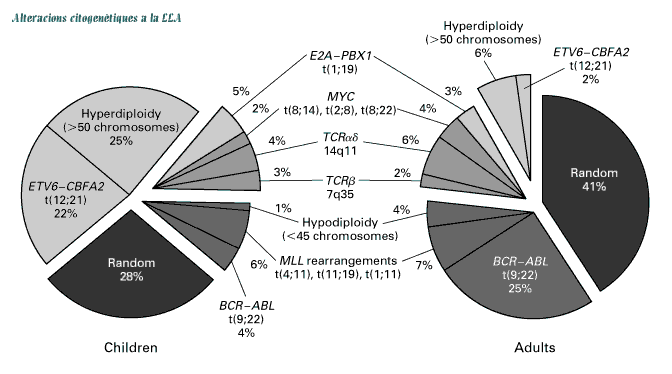 Alteracions citogenètiques a la LLA
Hyperdiploidy
(>50 chromosomes)
6%
ETV6–CBFA2
t(12;21)
2%
E2A–PBX1
t(1;19)
5%
3%
MYC
t(8;14), t(2;8), t(8;22)
2%
4%
TCRαδ
14q11
4%
6%
TCRβ
7q35
3%
2%
Hypodiploidy
(<45 chromosomes)
1%
4%
MLL rearrangements
t(4;11), t(11;19), t(1;11)
6%
7%
Hyperdiploidy
(>50 chromosomes)
25%
ETV6–CBFA2
t(12;21)
22%
Random
28%
BCR–ABL
t(9;22)
4%
Random
41%
BCR–ABL
t(9;22)
25%
Children
Adults